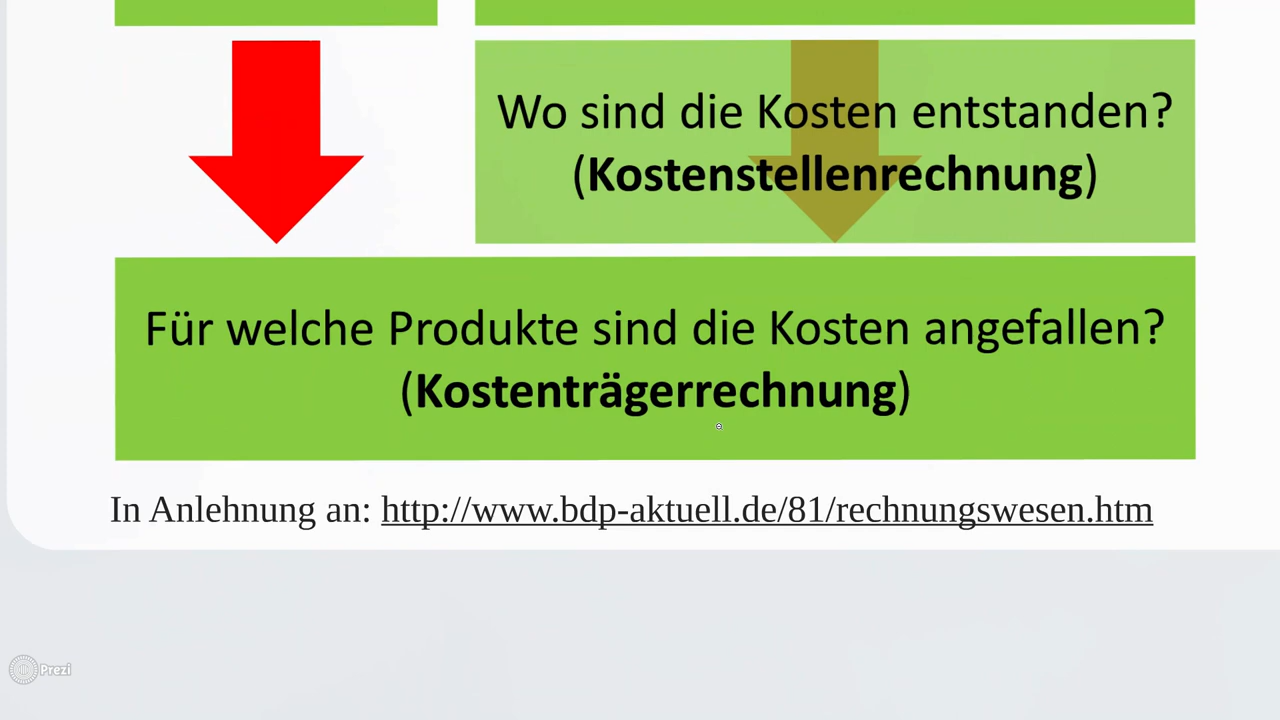 Wo sind die Kosten entstanden?
(Kostenstellenrechnung)
Für welche Produkte sind die Kosten angefallen?
(Kostenträgerrechnung)
In Anlehnung an: http://www.bdp-aktuell.de/81/rechnungswesen.htm
Prezi